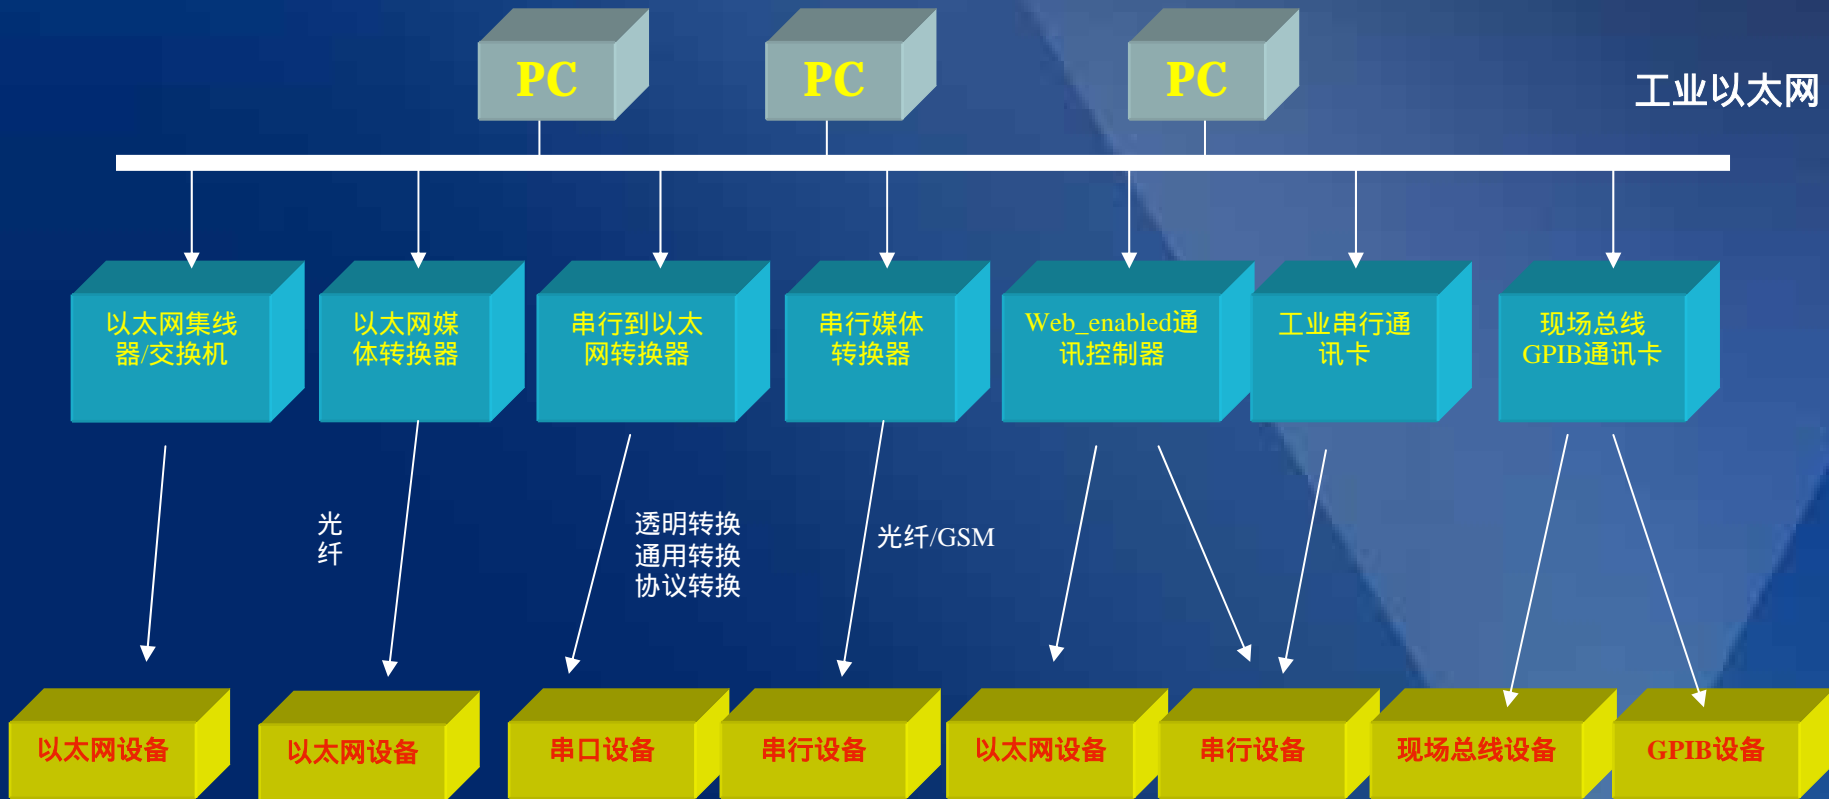 PC
PC
PC
工业以太网
以太网集线
器/交换机
以太网媒
体转换器
串行到以太
网转换器
串行媒体
转换器
Web_enabled通
讯控制器
工业串行通
讯卡
现场总线
GPIB通讯卡
光
纤
透明转换
通用转换
协议转换
光纤/GSM
以太网设备
以太网设备
串口设备
串行设备
以太网设备
串行设备
现场总线设备
GPIB设备